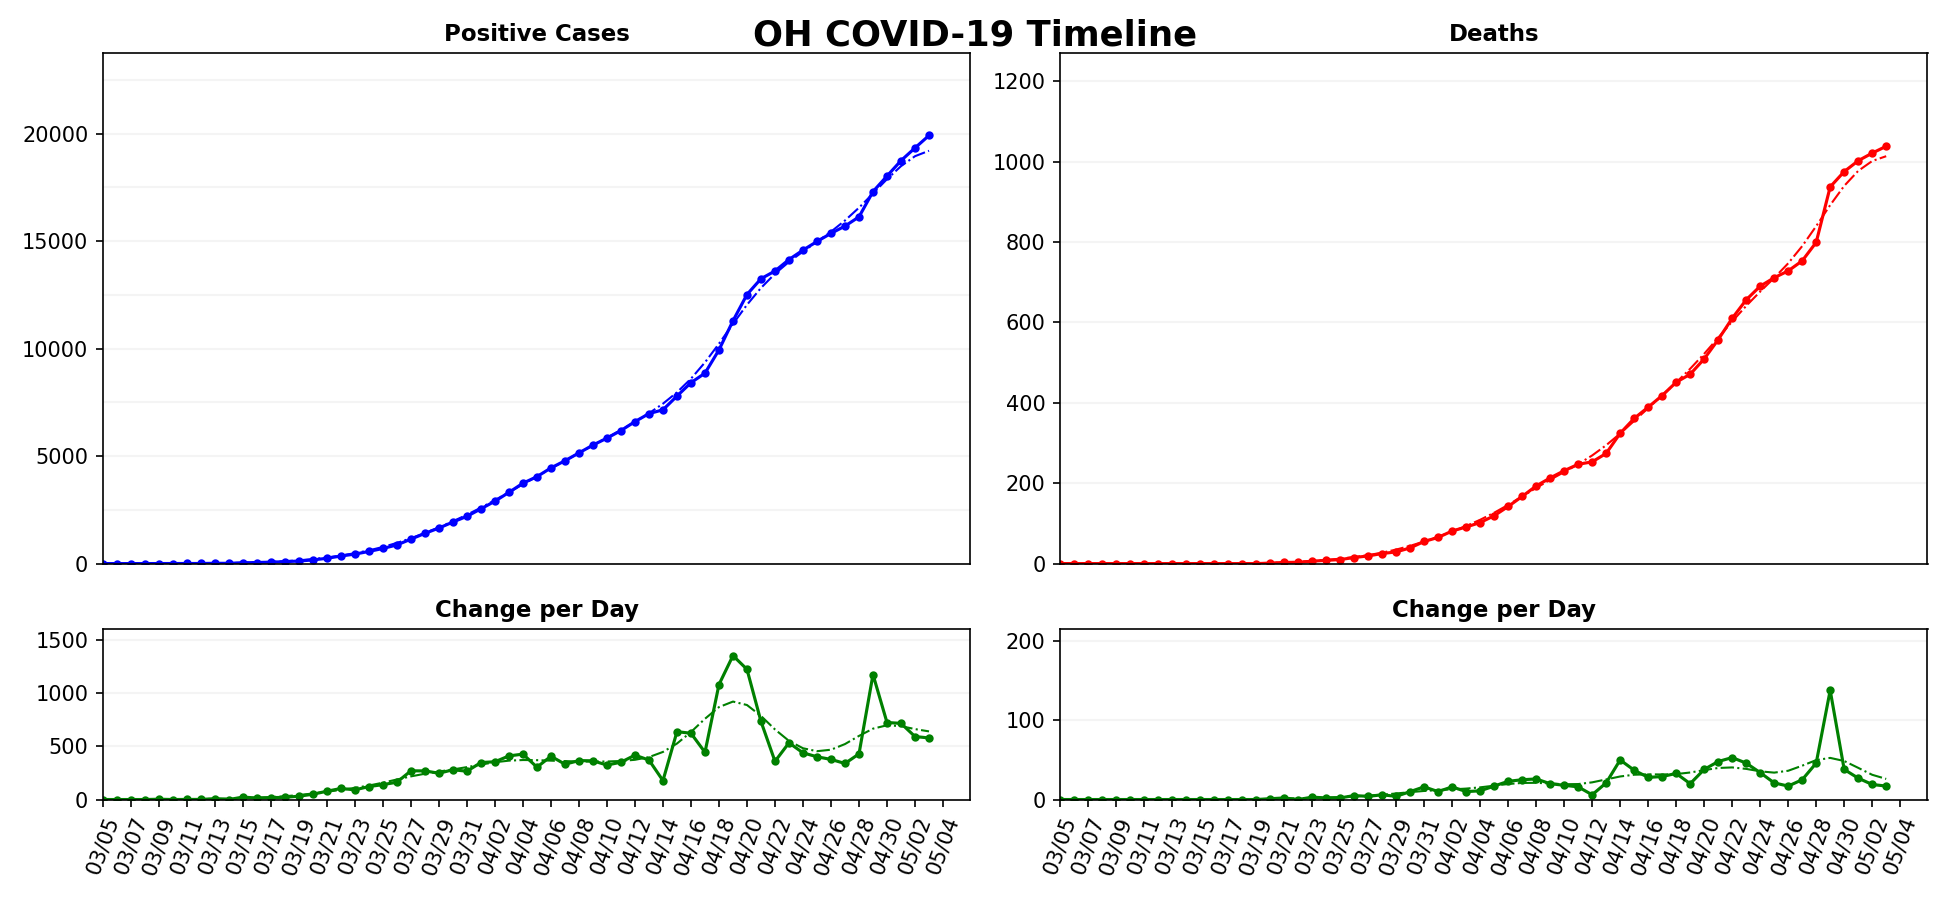 OH COVID-19 Timeline
Positive Cases
20000
15000
10000
5000
0
Deaths
1200
1000
800
600
400
200
0
Change per Day
1500
1000
500
0
03/05 03/07 03/09 03/11 03/13 03/15 03/17 03/19 03/21 03/23 03/25 03/27 03/29 03/31 04/02 04/04 04/06 04/08 04/10 04/12 04/14 04/16 04/18 04/20 04/22 04/24 04/26 04/28 04/30 05/02 05/04
Change per Day
200
100
0
03/05 03/07 03/09 03/11 03/13 03/15 03/17 03/19 03/21 03/23 03/25 03/27 03/29 03/31 04/02 04/04 04/06 04/08 04/10 04/12 04/14 04/16 04/18 04/20 04/22 04/24 04/26 04/28 04/30 05/02 05/04